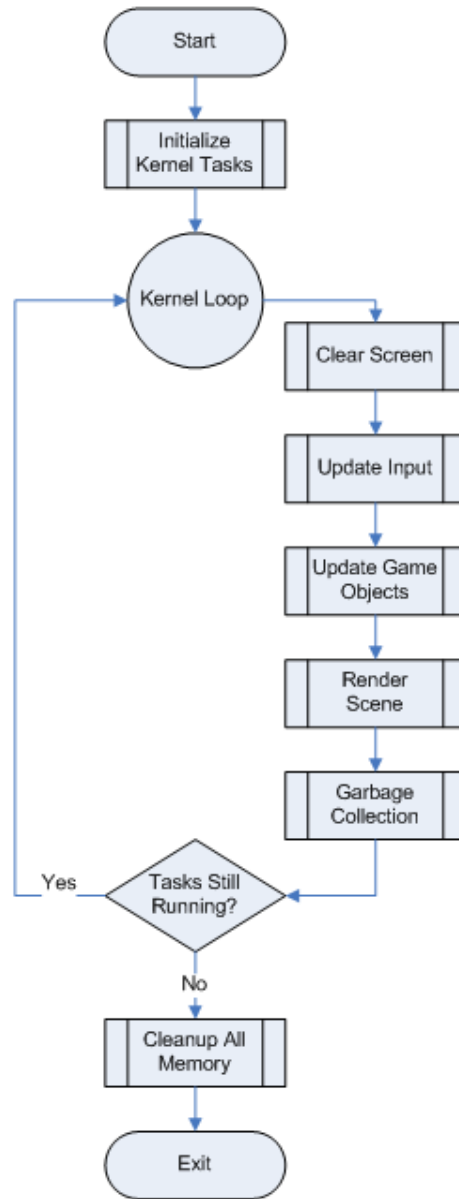 Start
Initialize
Kernel Tasks
Kernel Loop
Clear Screen
Update Input
Update Game
Objects
Render
Scene
Garbage
Collection
Tasks Still
Running?
Yes
No
Cleanup All
Memory
Exit